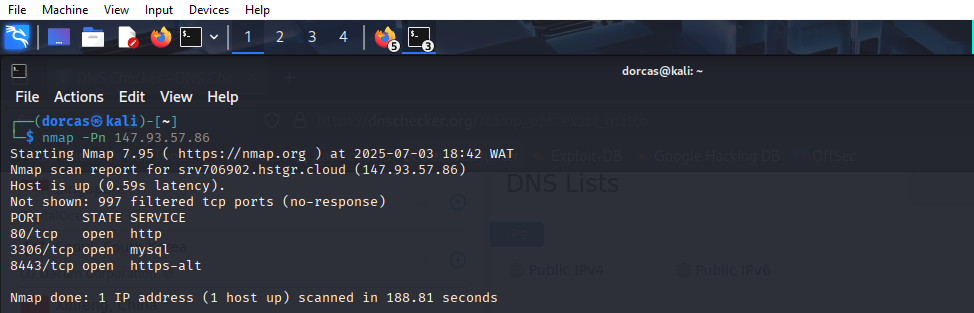 File Machine View Input Devices Help
1 2 3 4 5 3
dorcas@kali: ~
File Actions Edit View Help
┌──(dorcas㉿kali)-[~]
└─$ nmap -Pn 147.93.57.86
Starting Nmap 7.95 ( https://nmap.org ) at 2025-07-03 18:42 WAT
Nmap scan report for srv706902.hstgr.cloud (147.93.57.86)
Host is up (0.59s latency).
Not shown: 997 filtered tcp ports (no-response)
PORT STATE SERVICE
80/tcp open http
3306/tcp open mysql
8443/tcp open https-alt
Nmap done: 1 IP address (1 host up) scanned in 188.81 seconds
Exploit-DB Google Hacking DB OffSec
DNS Lists
Public IPv4 Public IPv6